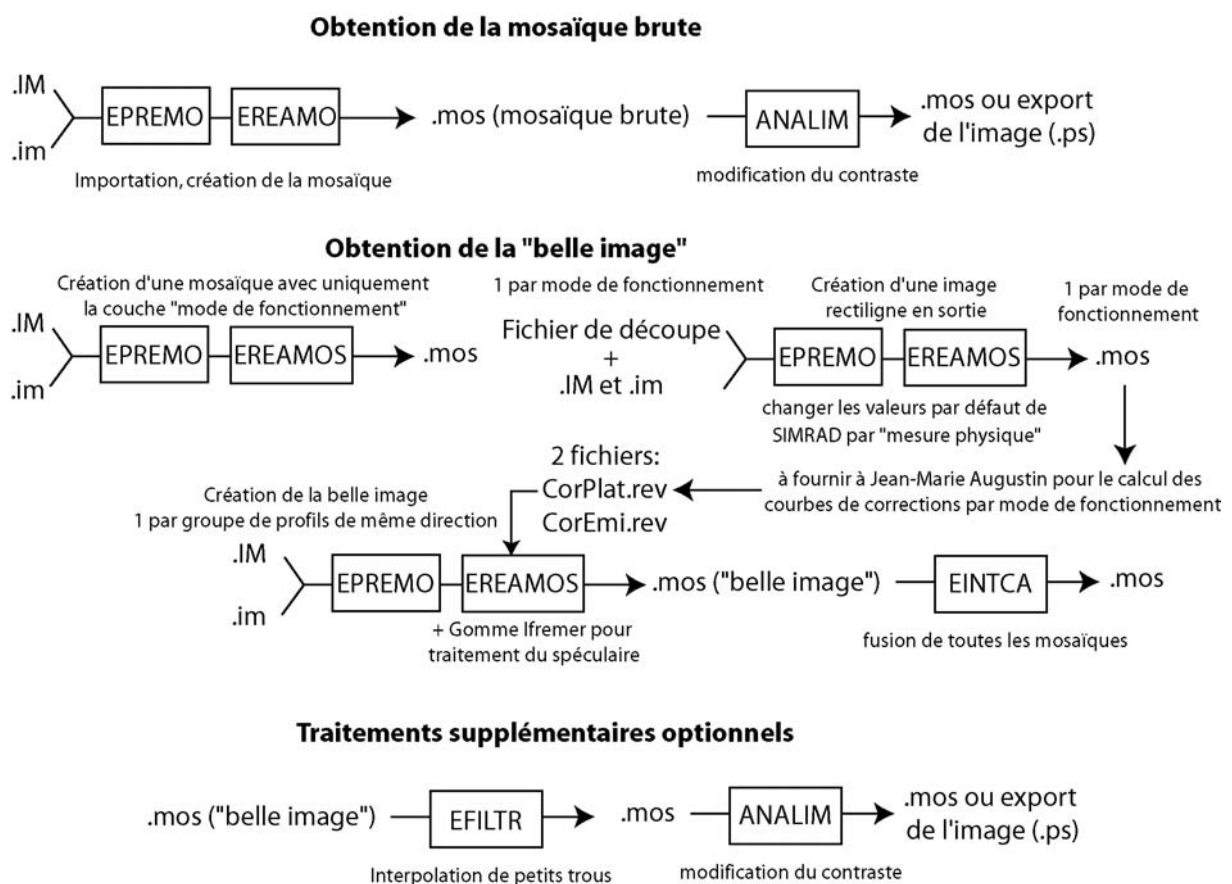 Obtention de la mosaïque brute
.IM
.im
EPREMO
EREAMO
.mos (mosaïque brute)
ANALIM
.mos ou export
de l'image (.ps)
Importation, création de la mosaïque
modification du contraste
Obtention de la "belle image"
Création d'une mosaïque avec uniquement
la couche "mode de fonctionnement"
.IM
.im
EPREMO
EREAMOS
.mos
1 par mode de fonctionnement
Fichier de découpe
+
.IM et .im
Création d'une image
rectiligne en sortie
EPREMO
EREAMOS
changer les valeurs par défaut de
SIMRAD par "mesure physique"
1 par mode de
fonctionnement
.mos
à fournir à Jean-Marie Augustin pour le calcul des
courbes de corrections par mode de fonctionnement
2 fichiers:
CorPlat.rev
CorEmi.rev
Création de la belle image
1 par groupe de profils de même direction
.IM
.im
EPREMO
EREAMOS
+ Gomme Ifremer pour
traitement du spéculaire
.mos ("belle image")
EINTCA
.mos
fusion de toutes les mosaïques
Traitements supplémentaires optionnels
.mos ("belle image")
EFILTR
.mos
ANALIM
.mos ou export
de l'image (.ps)
Interpolation de petits trous
modification du contraste